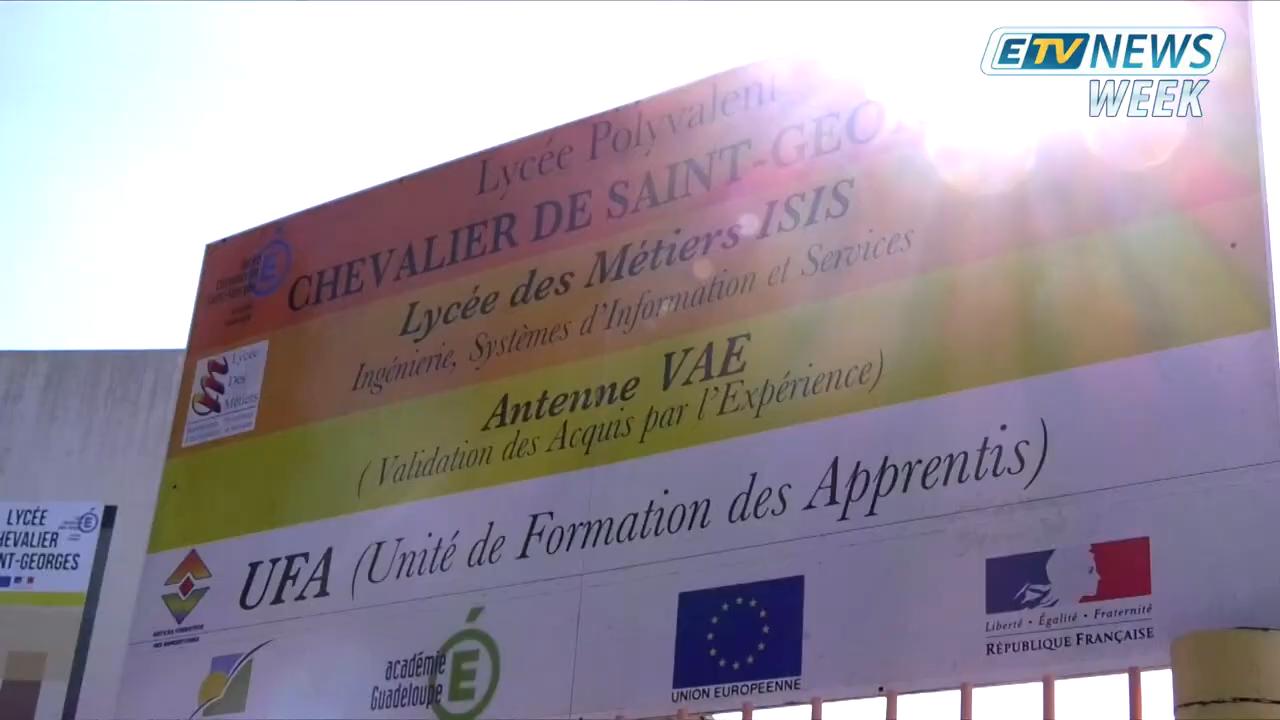 ETV NEWS
WEEK
Lycée Polyvalent
CHEVALIER DE SAINT-GEO
Lycée des Métiers ISIS
Ingénierie, Systèmes d'Information et Services
Antenne VAE
( Validation des Acquis par l'Expérience)
UFA (Unité de Formation des Apprentis)
Lycée
Des
Métiers
LYCÉE
HEVALIER
NT-GEORGES
académie
Guadeloupe
UNION EUROPEENNE
Liberté • Égalité • Fraternité
RÉPUBLIQUE FRANÇAISE